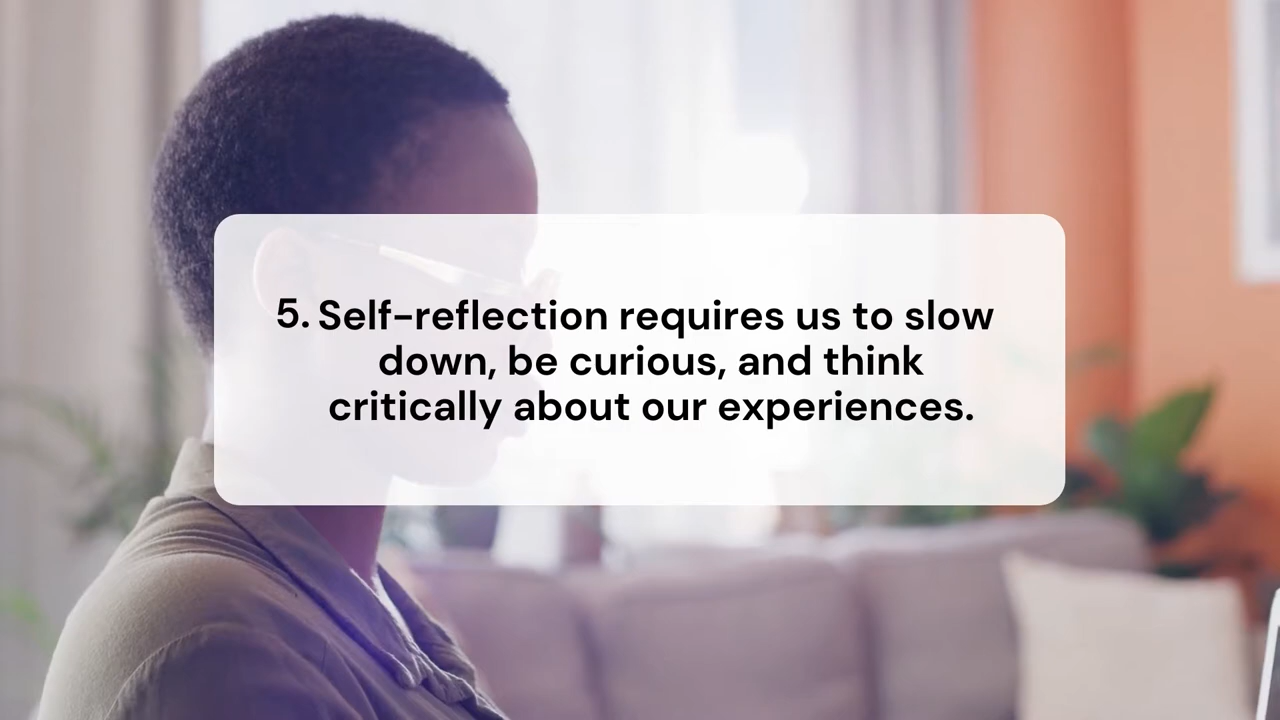 5. Self-reflection requires us to slow
down, be curious, and think
critically about our experiences.